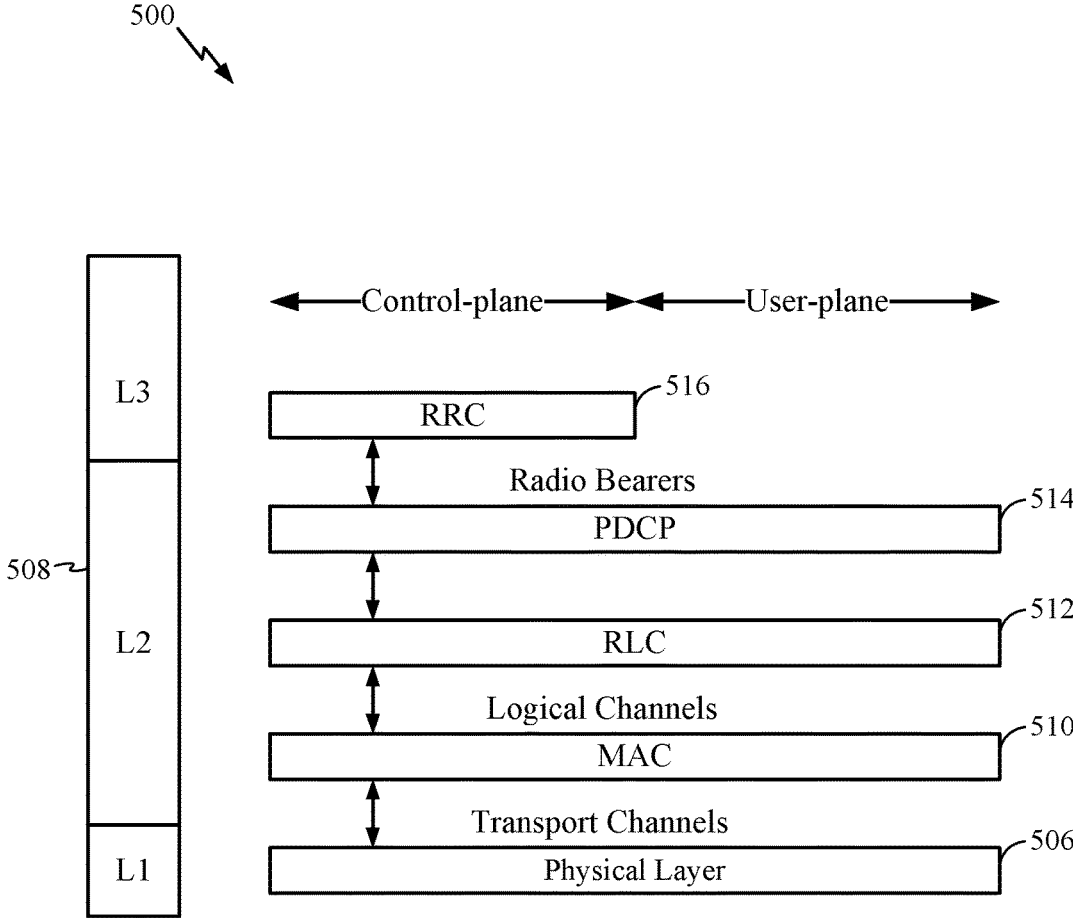 500
Control-plane
User-plane
L3
516
RRC
Radio Bearers
514
PDCP
508
512
L2
RLC
Logical Channels
510
MAC
Transport Channels
506
L1
Physical Layer